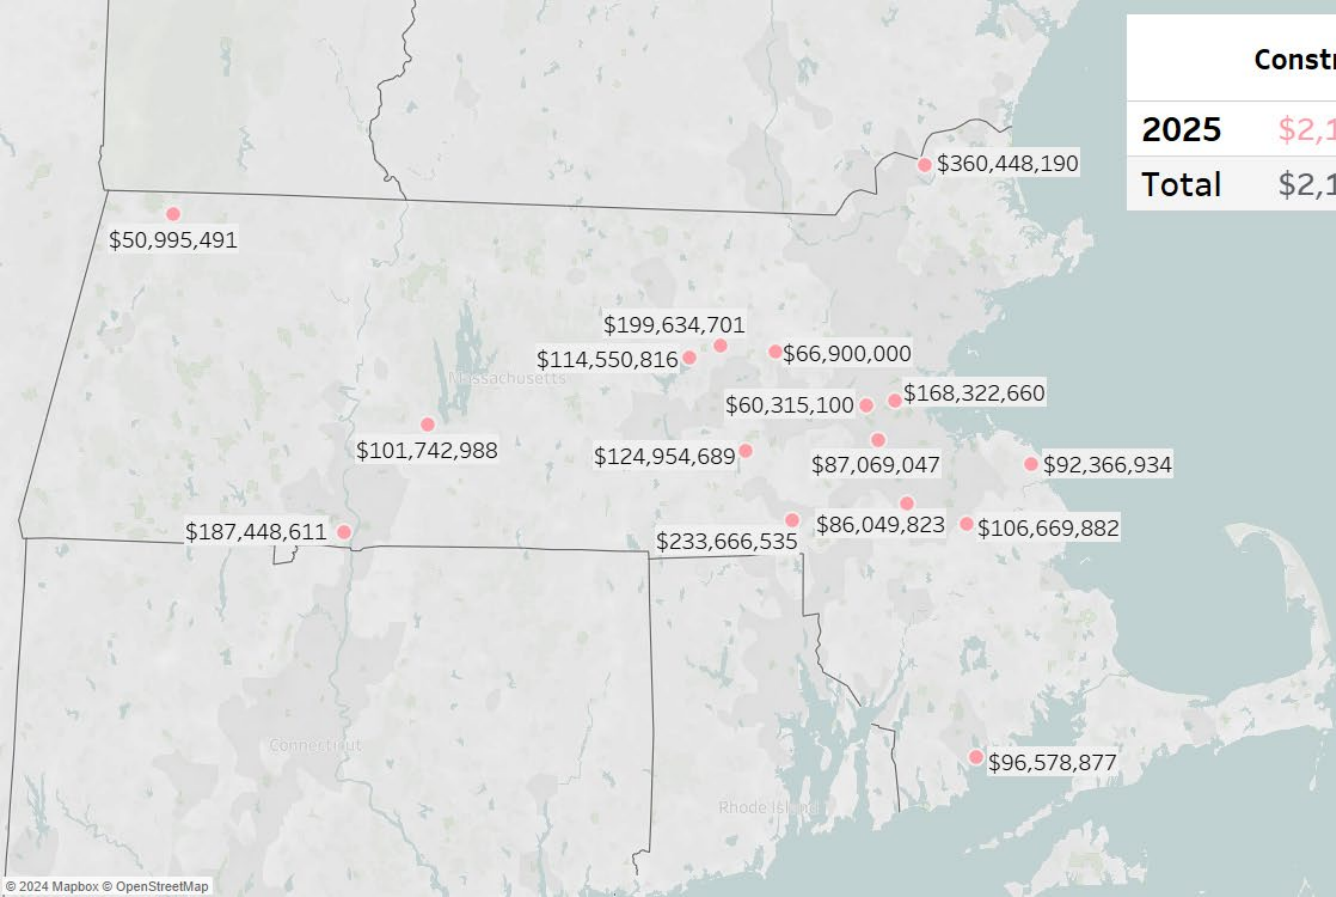 Constr
2025 $2,1
Total $2,1
$360,448,190
$50,995,491
$199,634,701
$114,550,816
$66,900,000
Massachusetts
$168,322,660
$60,315,100
$101,742,988
$124,954,689
$87,069,047
$92,366,934
$187,448,611
$233,666,535
$86,049,823
$106,669,882
Connecticut
$96,578,877
Rhode Island
© 2024 Mapbox © OpenStreetMap